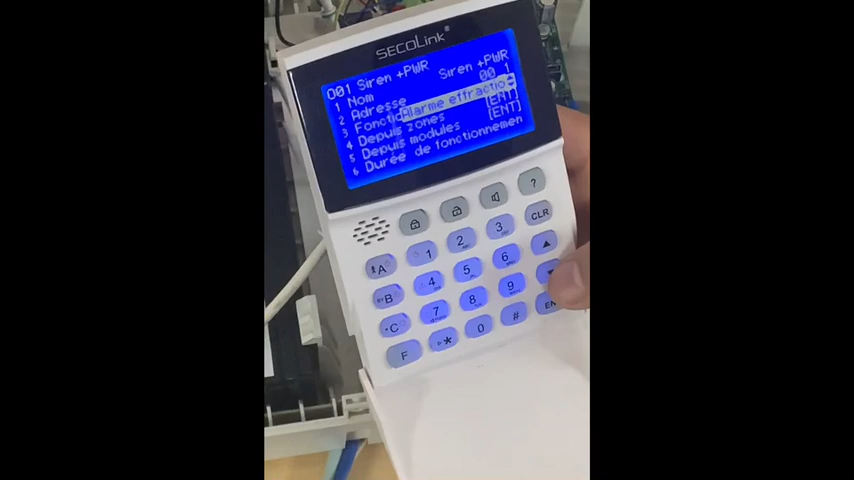 SECOLINK®
001 Siren +PWR
1 Nom Siren +PWR
2 Adresse 00 1
3 Fonctio Alarme effractio
4 Depuis zones [ENT]
5 Depuis modules [ENT]
6 Durée de fonctionnemen
?
1 2 3 CLR
A 4 5 6
B 7 8 9
C * 0 #
F